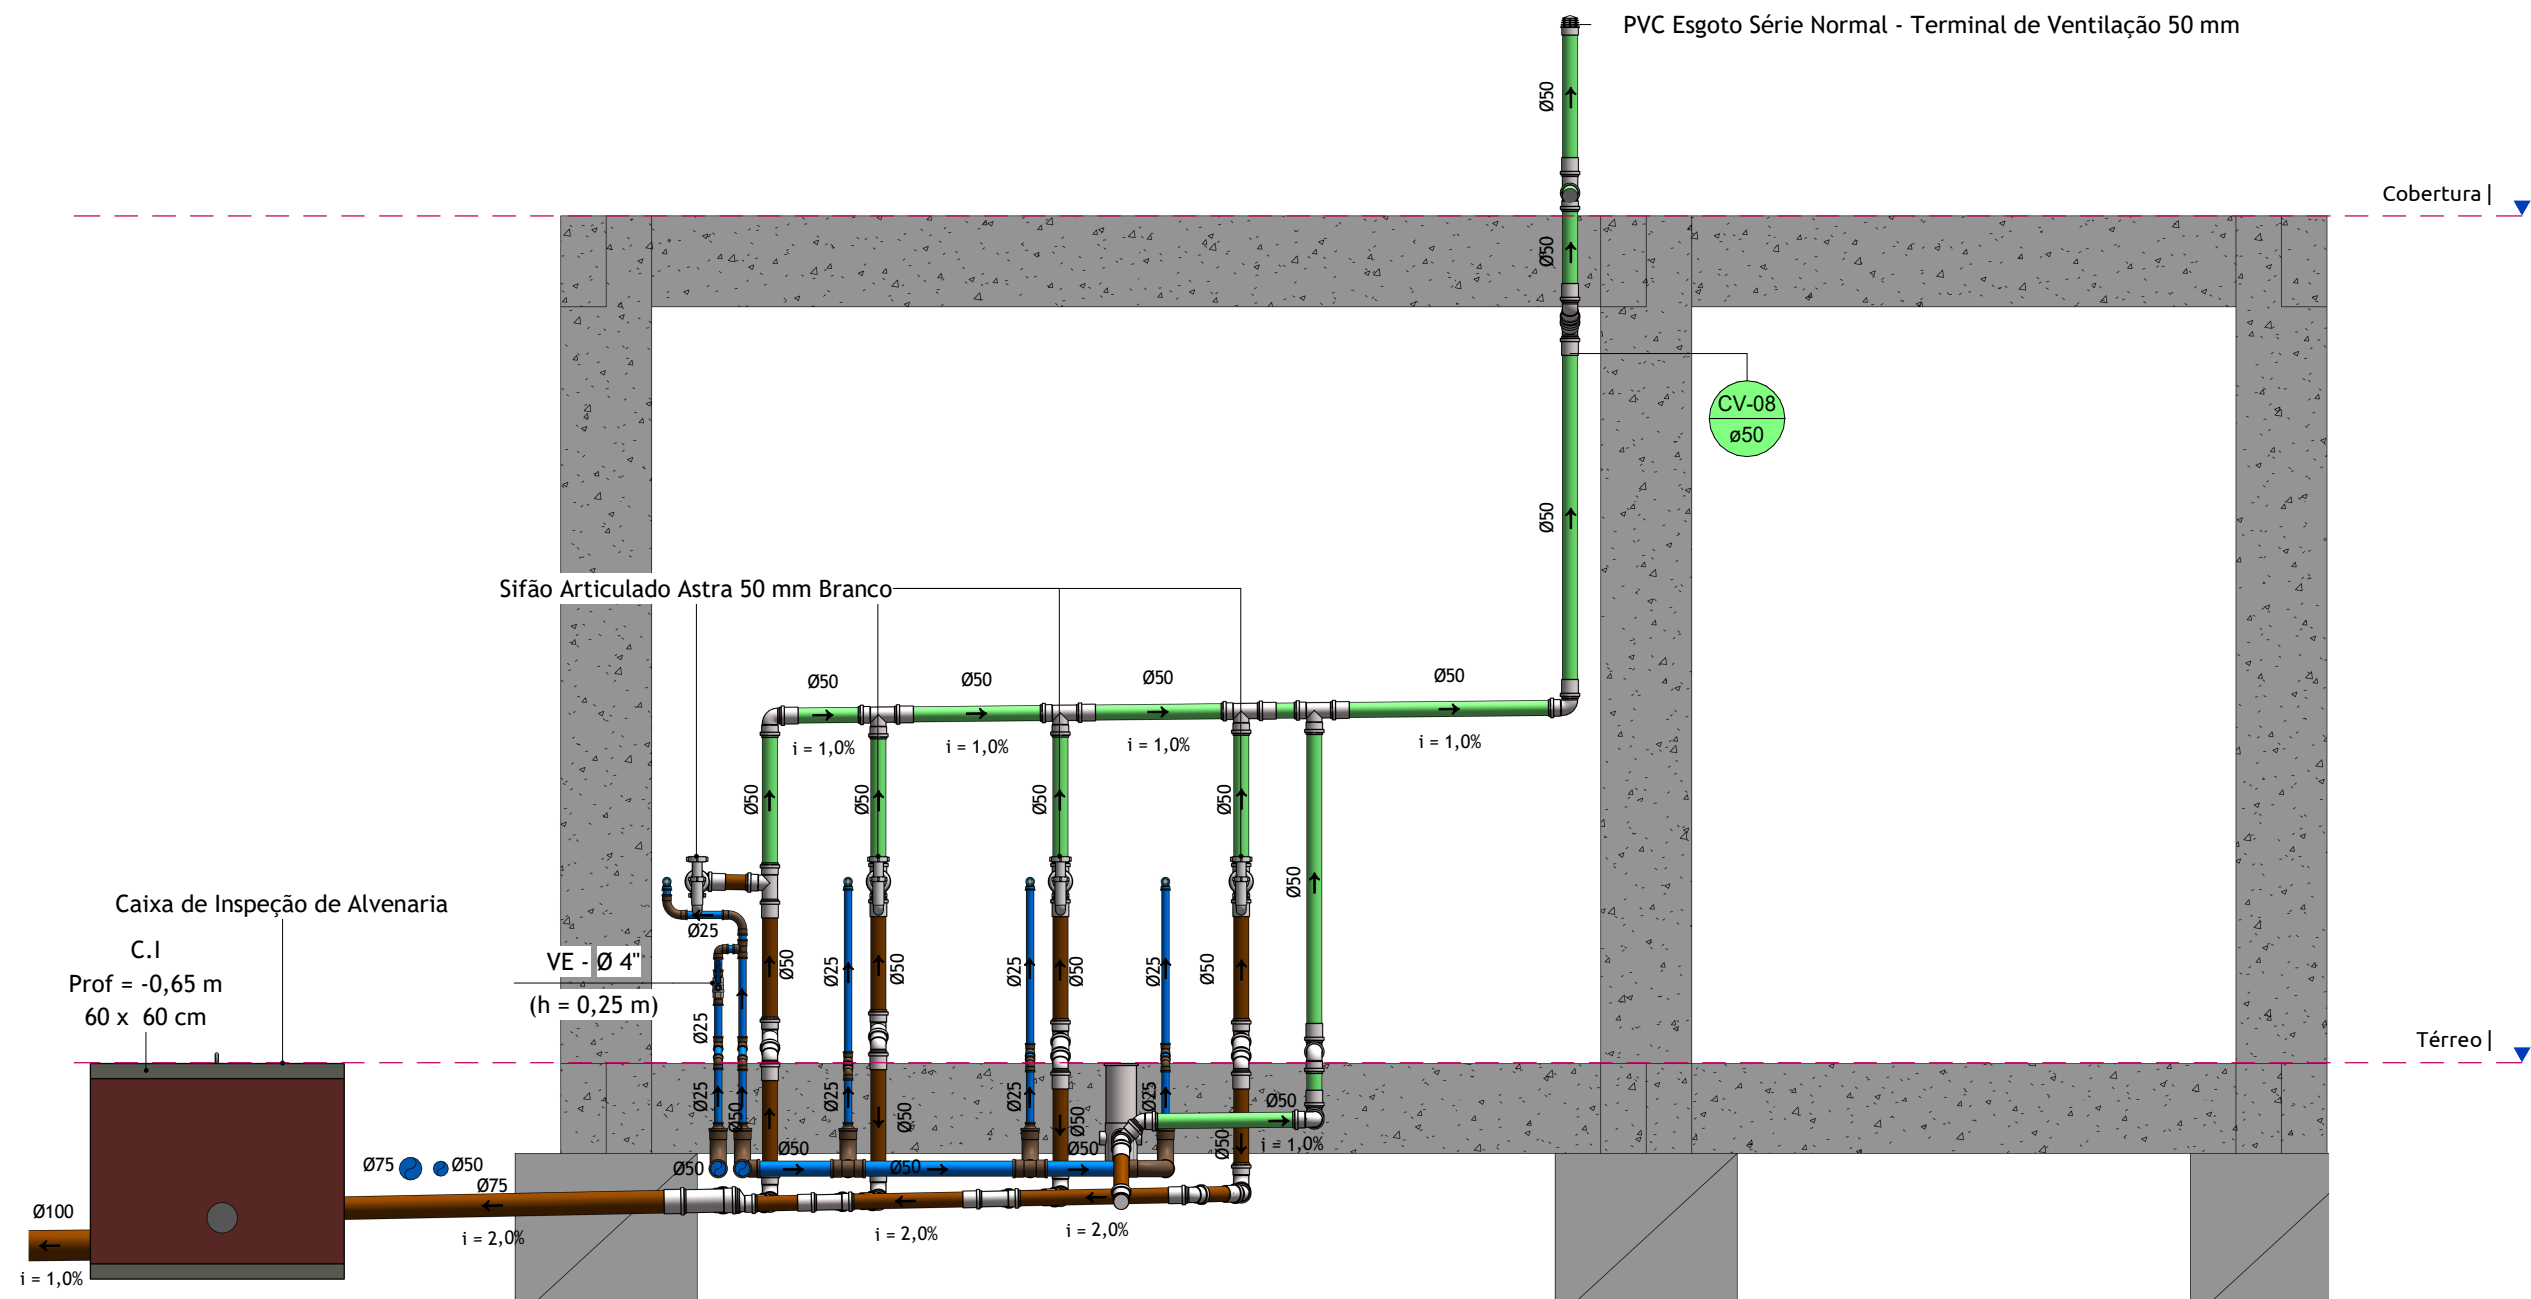 PVC Esgoto Série Normal - Terminal de Ventilação 50 mm
Ø50
Cobertura
Ø50
CV-08
ø50
Ø50
Sifão Articulado Astra 50 mm Branco
Ø50
Ø50
Ø50
Ø50
i = 1,0%
i = 1,0%
i = 1,0%
i = 1,0%
Ø50
Ø50
Ø50
Ø50
Ø50
Caixa de Inspeção de Alvenaria
C.I
Prof = -0,65 m
60 x 60 cm
Ø25
VE - Ø 4"
(h = 0,25 m)
Ø50
Ø25
Ø50
Ø25
Ø50
Ø25
Ø50
Ø25
Térreo
Ø25
Ø50
Ø25
Ø50
Ø25
Ø50
Ø25
Ø50
Ø50
i = 1,0%
Ø75
Ø50
Ø50
Ø50
Ø50
Ø50
Ø75
i = 2,0%
i = 2,0%
i = 2,0%
Ø100
i = 1,0%